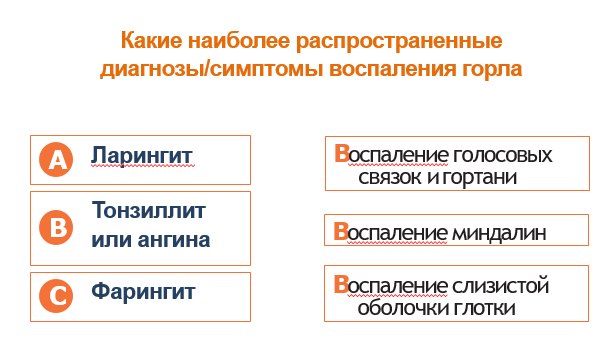 Какие наиболее распространенные
диагнозы/симптомы воспаления горла
A Ларингит
Воспаление голосовых
связок и гортани
B Тонзиллит
или ангина
Воспаление миндалин
C Фарингит
Воспаление слизистой
оболочки глотки